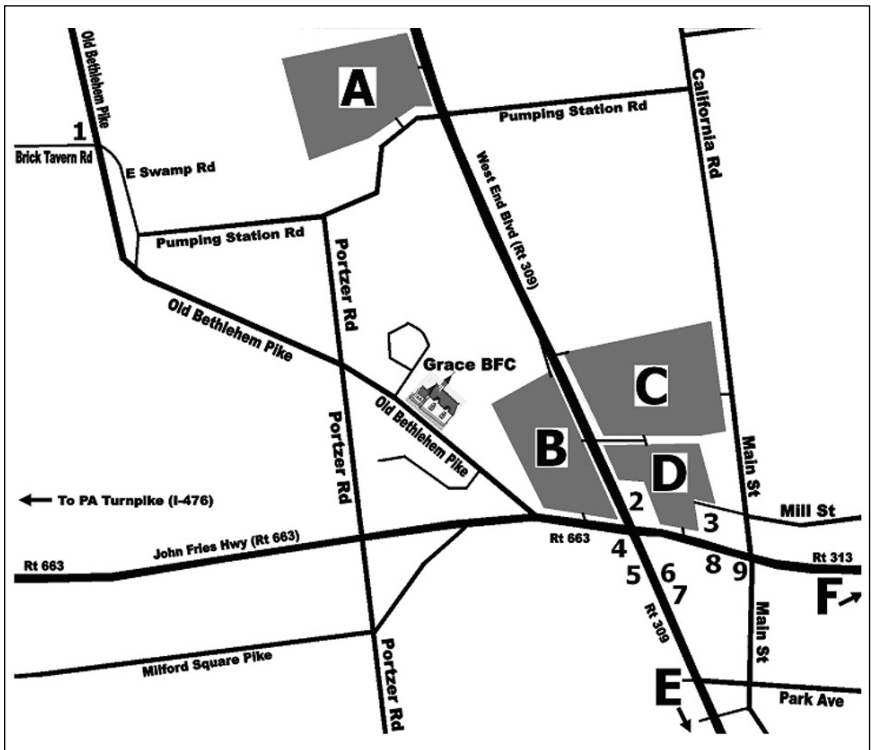 Old Bethlehem Pike
A
California Rd
Pumping Station Rd
1
Brick Tavern Rd
E Swamp Rd
West End Blvd (Rt 309)
Pumping Station Rd
Portzer Rd
Old Bethlehem Pike
Grace BFC
C
Old Bethlehem Pike
Portzer Rd
B
D
Main St
To PA Turnpike (I-476)
2
3
Mill St
John Fries Hwy (Rt 663)
Rt 663
4
Rt 663
Rt 313
8
9
5
6
7
F
Rt 309
Main St
Milford Square Pike
Portzer Rd
E
Park Ave